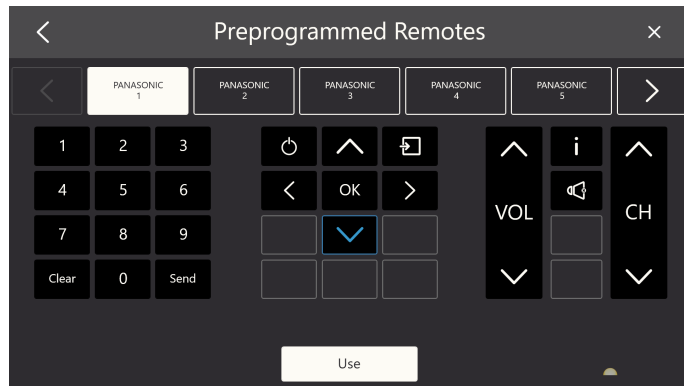 Preprogrammed Remotes
PANASONIC
1
PANASONIC
2
PANASONIC
3
PANASONIC
4
PANASONIC
5
1 2 3
4 5 6
7 8 9
Clear 0 Send
OK
VOL
i
CH
Use